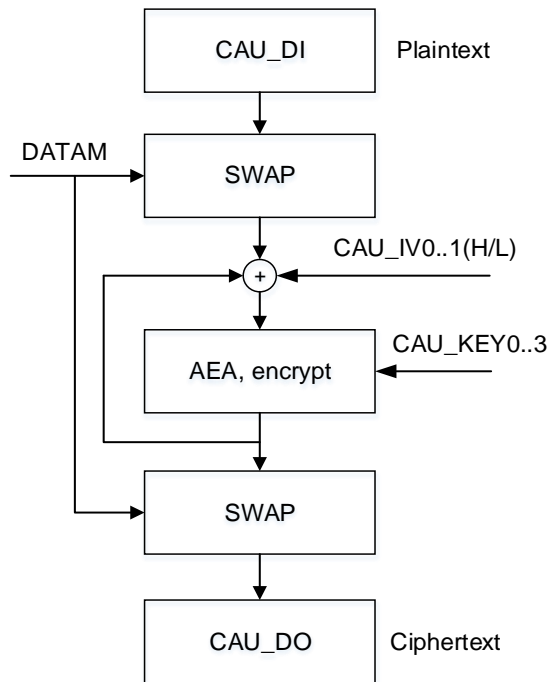 CAU_DI
Plaintext
DATAM
SWAP
CAU_IV0..1(H/L)
+
CAU_KEY0..3
AEA, encrypt
SWAP
CAU_DO
Ciphertext